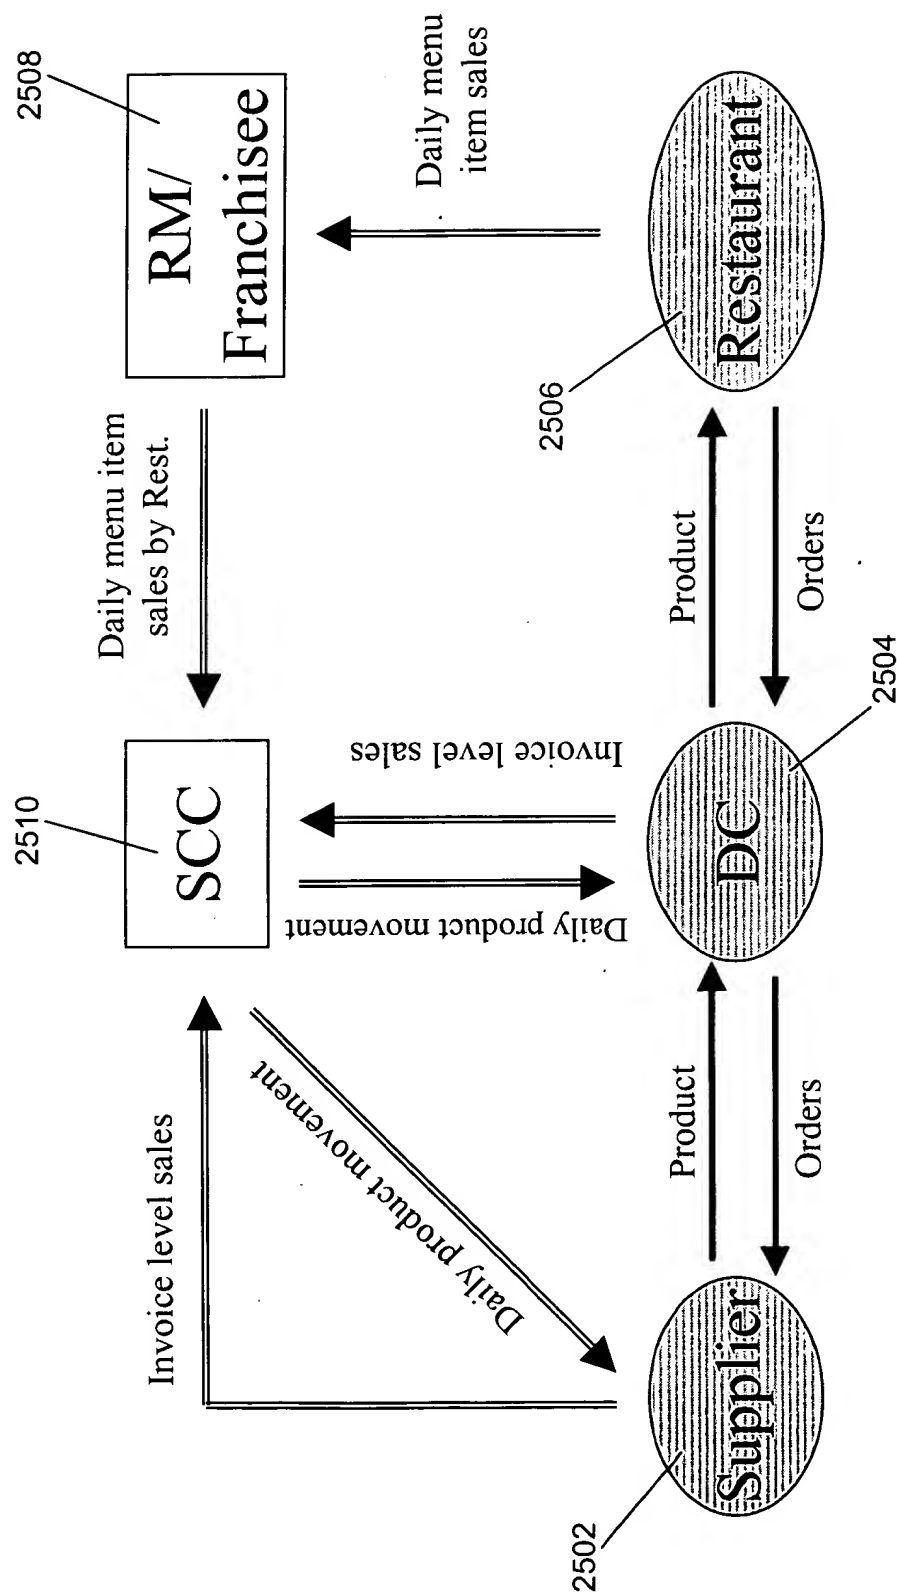 2510
SCC
Daily menu item
sales by Rest.
2508
RM/
Franchisee
Invoice level sales
Daily product movement
Daily product movement
Invoice level sales
Daily menu
item sales
2502
Supplier
Product
Orders
DC
2504
Product
Orders
2506
Restaurant